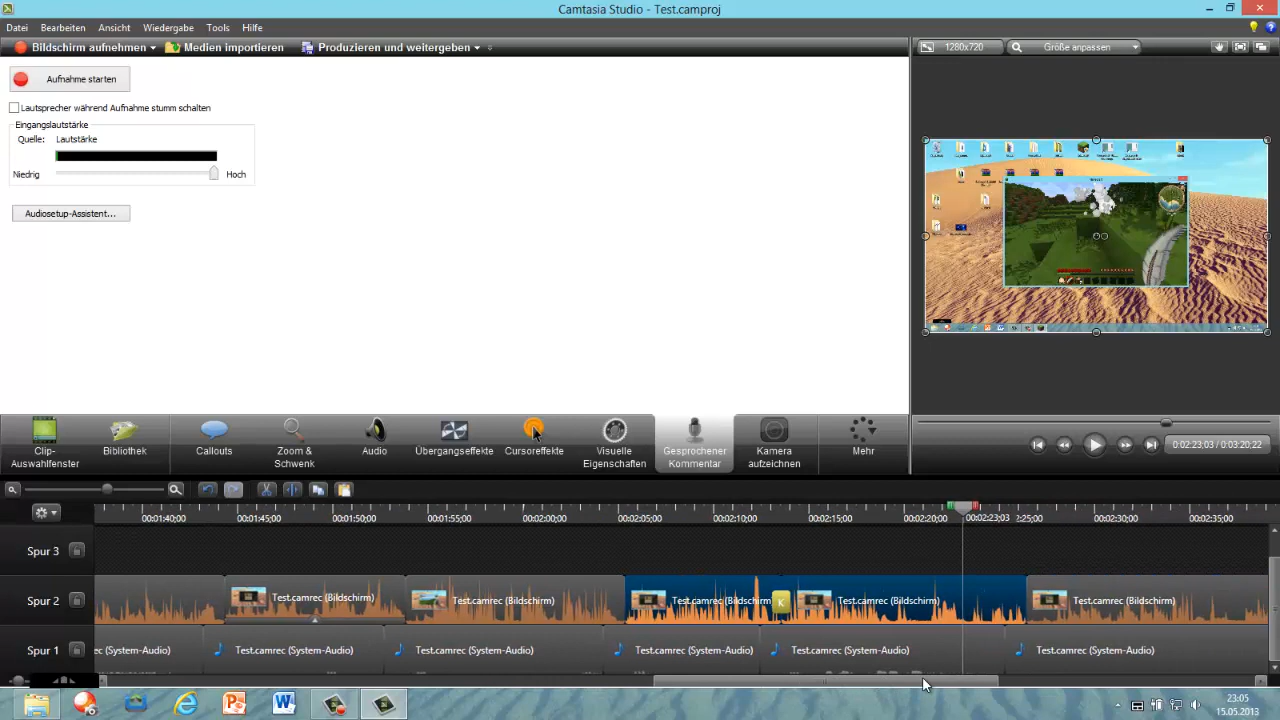 Camtasia Studio - Test.camproj
Datei Bearbeiten Ansicht Wiedergabe Tools Hilfe
Bildschirm aufnehmen Medien importieren Produzieren und weitergeben
1280x720 Größe anpassen
Aufnahme starten
Lautsprecher während Aufnahme stumm schalten
Eingangslautstärke
Quelle: Lautstärke
Niedrig Hoch
Audiosetup-Assistent...
Clip-Auswahlfenster
Bibliothek
Callouts
Zoom & Schwenk
Audio
Übergangseffekte
Cursoreffekte
Visuelle Eigenschaften
Gesprochener Kommentar
Kamera aufzeichnen
Mehr
0:02:23;03 / 0:03:20;22
00:01:40;00 00:01:45;00 00:01:50;00 00:01:55;00 00:02:00;00 00:02:05;00 00:02:10;00 00:02:15;00 00:02:20;00 00:02:23;03 ?:25;00 00:02:30;00 00:02:35;00
Spur 3
Spur 2 Test.camrec (Bildschirm) Test.camrec (Bildschirm) Test.camrec (Bildschirm) K Test.camrec (Bildschirm) Test.camrec (Bildschirm)
Spur 1 ec (System-Audio) Test.camrec (System-Audio) Test.camrec (System-Audio) Test.camrec (System-Audio) Test.camrec (System-Audio) Test.camrec (System-Audio)
23:05
15.05.2013